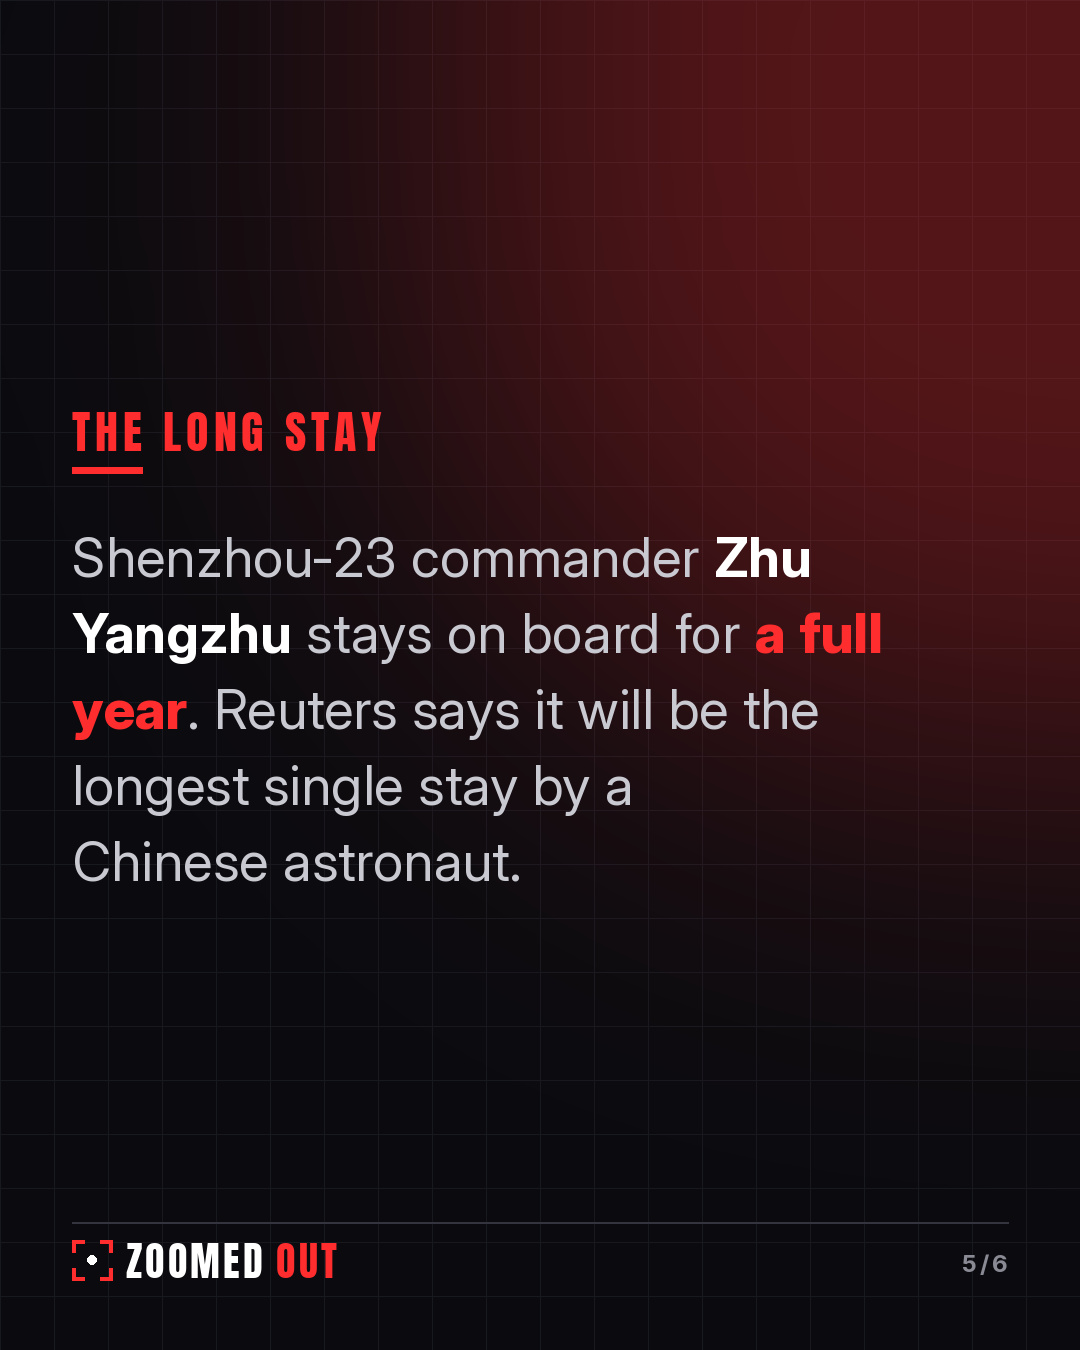 THE LONG STAY
Shenzhou-23 commander Zhu
Yangzhu stays on board for a full
year. Reuters says it will be the
longest single stay by a
Chinese astronaut.
ZOOMED OUT
5/6